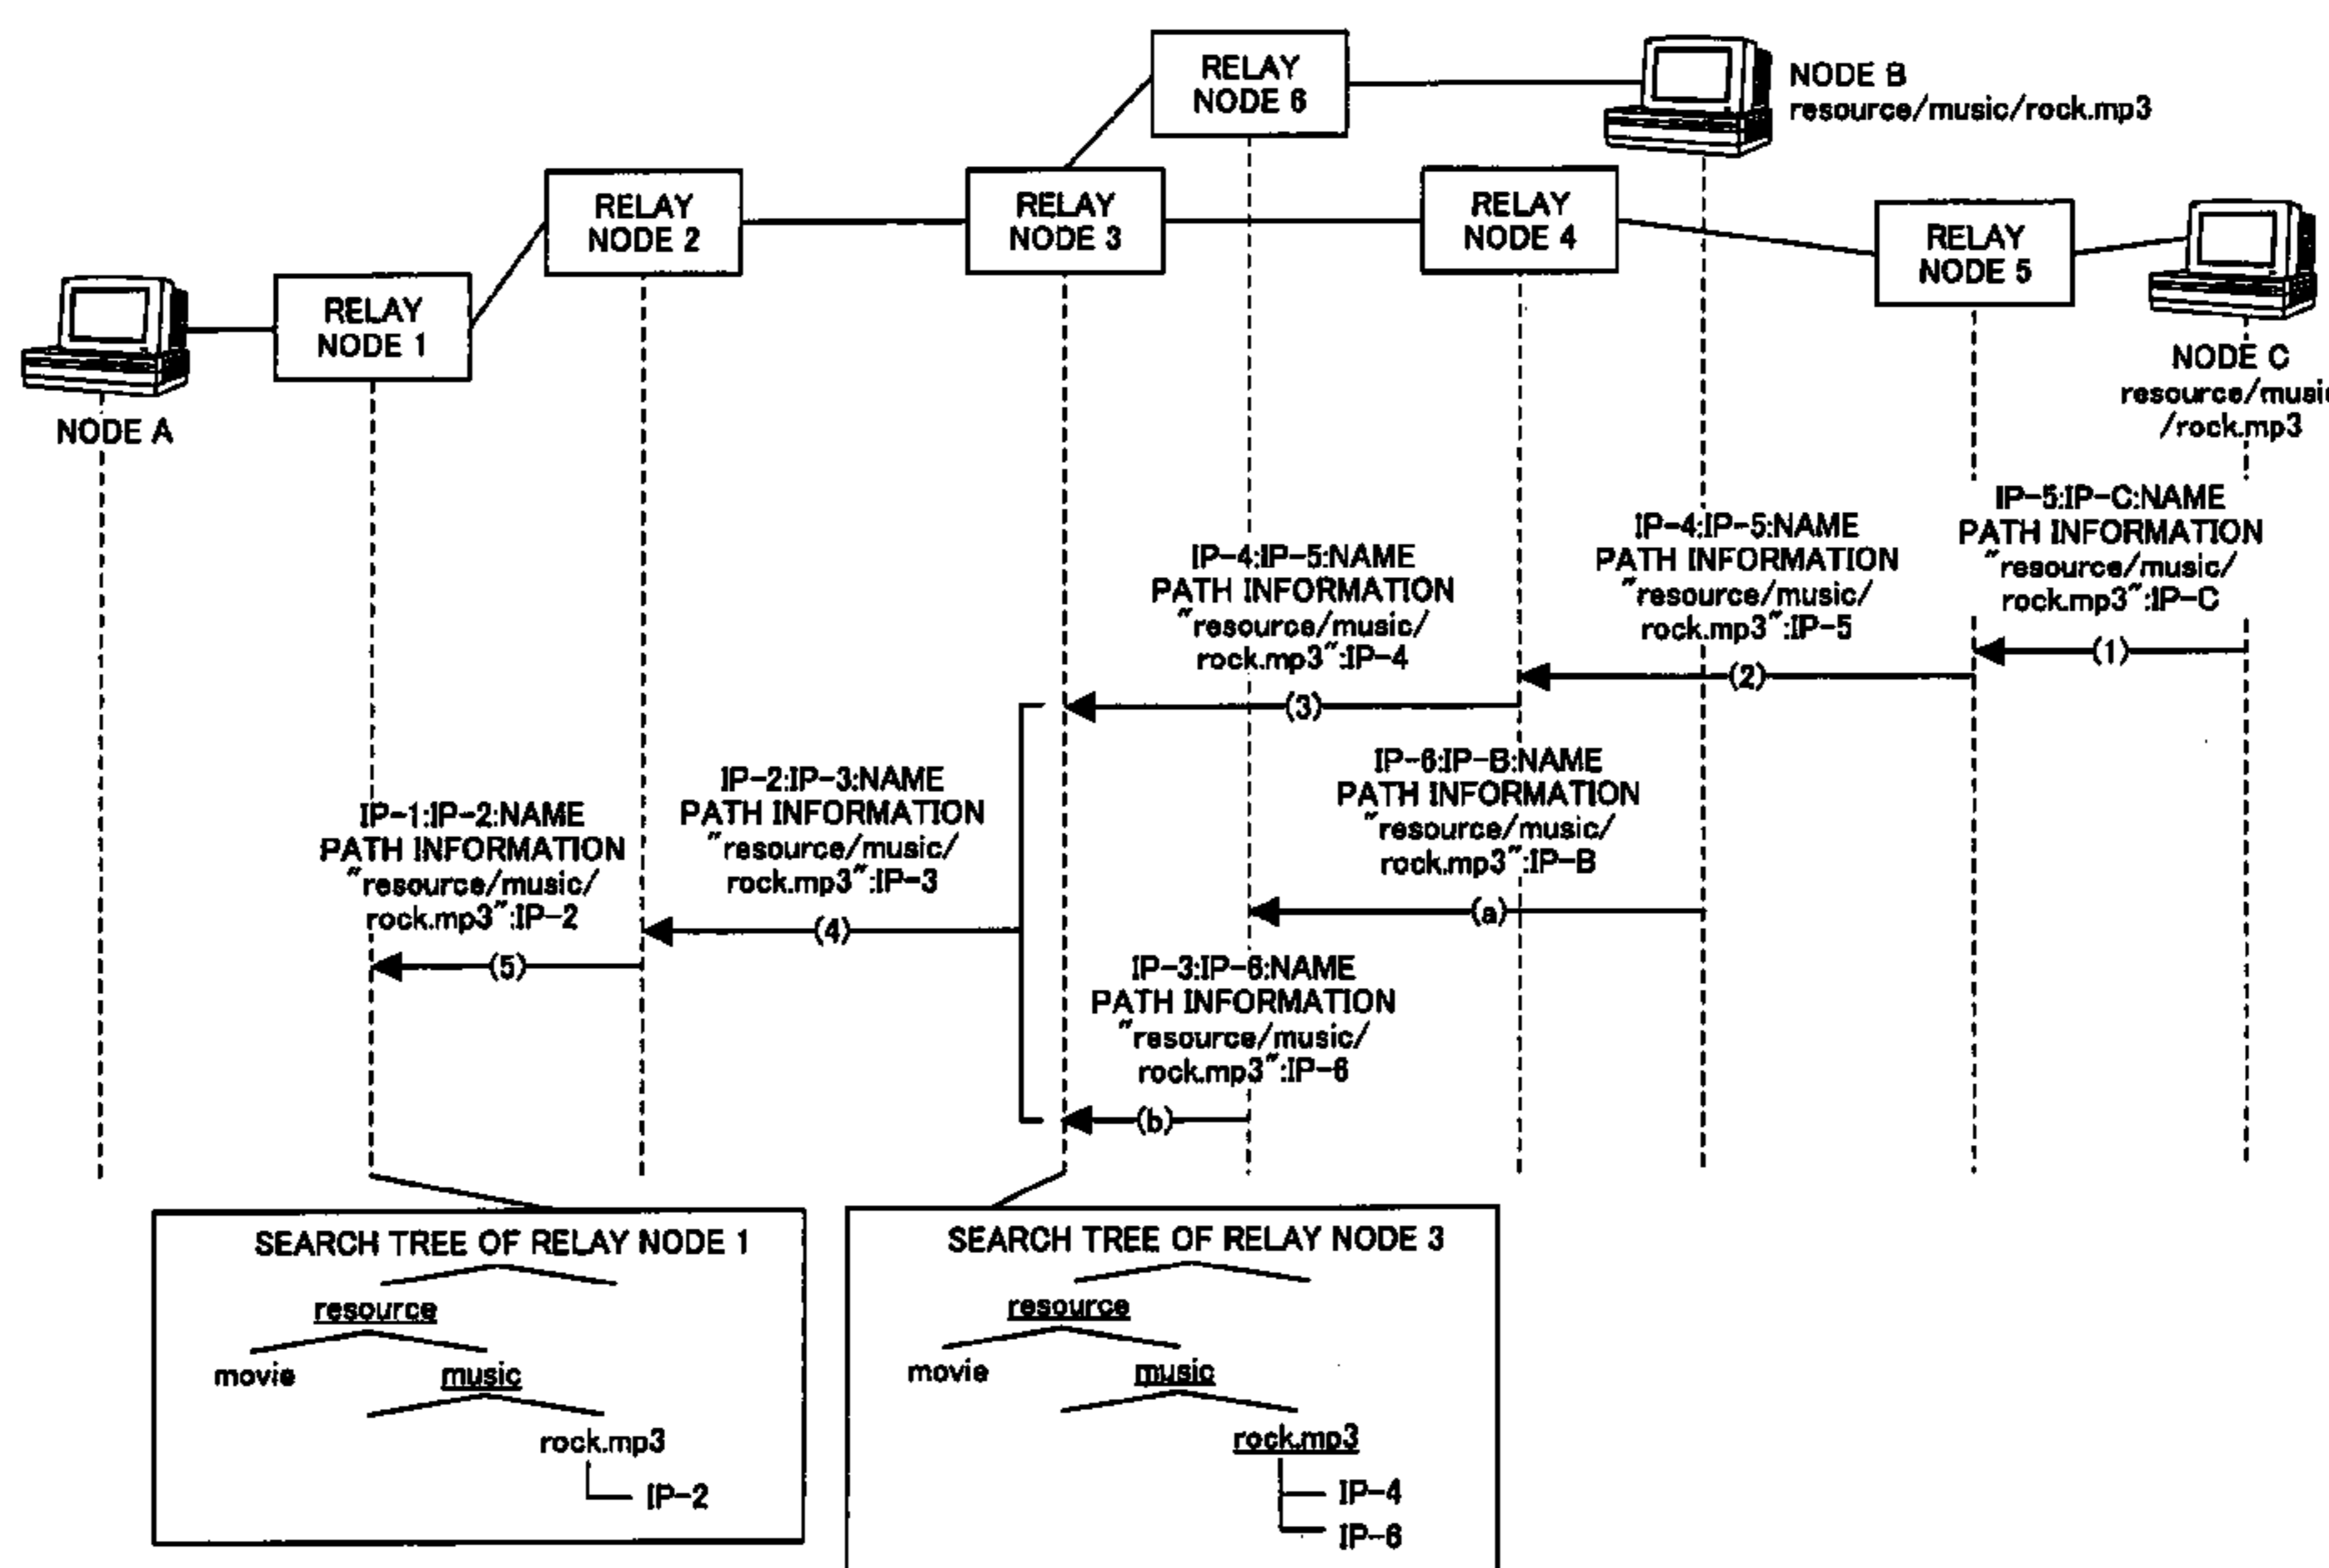 RELAY
NODE 6
NODE B
resource/music/rock.mp3
RELAY
NODE 2
RELAY
NODE 3
RELAY
NODE 4
RELAY
NODE 5
RELAY
NODE 1
NODE A
NODE C
resource/music
/rock.mp3
IP-5:IP-C:NAME
PATH INFORMATION
"resource/music/
rock.mp3":IP-C
(1)
IP-4:IP-5:NAME
PATH INFORMATION
"resource/music/
rock.mp3":IP-5
(2)
IP-4:IP-5:NAME
PATH INFORMATION
"resource/music/
rock.mp3":IP-4
(3)
IP-6:IP-B:NAME
PATH INFORMATION
"resource/music/
rock.mp3":IP-B
(a)
IP-2:IP-3:NAME
PATH INFORMATION
"resource/music/
rock.mp3":IP-3
(4)
IP-1:IP-2:NAME
PATH INFORMATION
"resource/music/
rock.mp3":IP-2
(5)
IP-3:IP-6:NAME
PATH INFORMATION
"resource/music/
rock.mp3":IP-6
(b)
SEARCH TREE OF RELAY NODE 1
resource
movie
music
rock.mp3
IP-2
SEARCH TREE OF RELAY NODE 3
resource
movie
music
rock.mp3
IP-4
IP-6